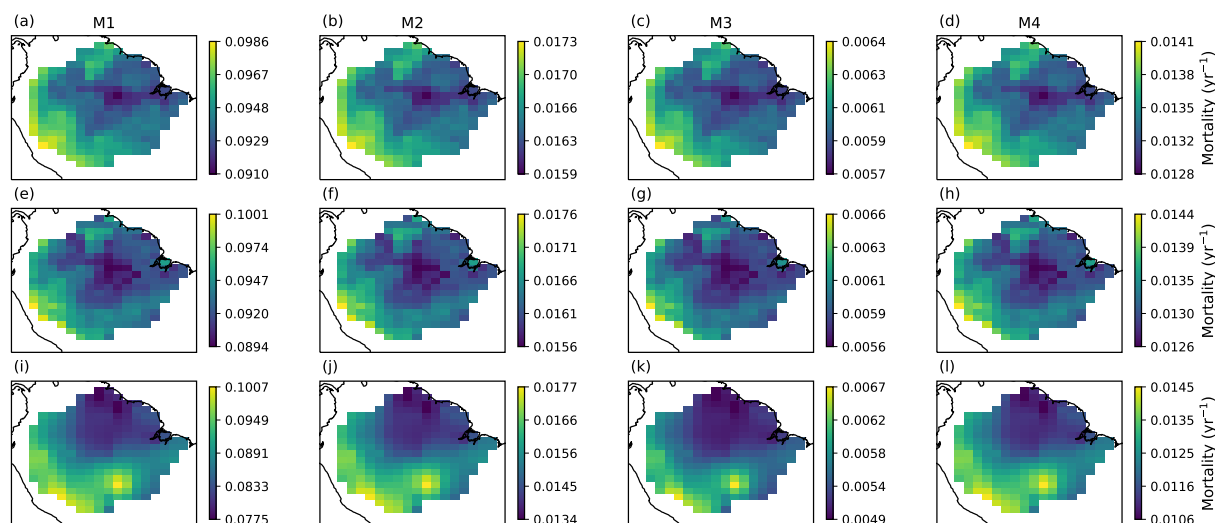 (a) M1 (b) M2 (c) M3 (d) M4
0.0986 0.0173 0.0064 0.0141
0.0967 0.0170 0.0063 0.0138
0.0948 0.0166 0.0061 0.0135
0.0929 0.0163 0.0059 0.0132
0.0910 0.0159 0.0057 0.0128
Mortality (yr⁻¹)
(e) (f) (g) (h)
0.1001 0.0176 0.0066 0.0144
0.0974 0.0171 0.0063 0.0139
0.0947 0.0166 0.0061 0.0135
0.0920 0.0161 0.0059 0.0130
0.0894 0.0156 0.0056 0.0126
Mortality (yr⁻¹)
(i) (j) (k) (l)
0.1007 0.0177 0.0067 0.0145
0.0949 0.0166 0.0062 0.0135
0.0891 0.0156 0.0058 0.0125
0.0833 0.0145 0.0054 0.0116
0.0775 0.0134 0.0049 0.0106
Mortality (yr⁻¹)